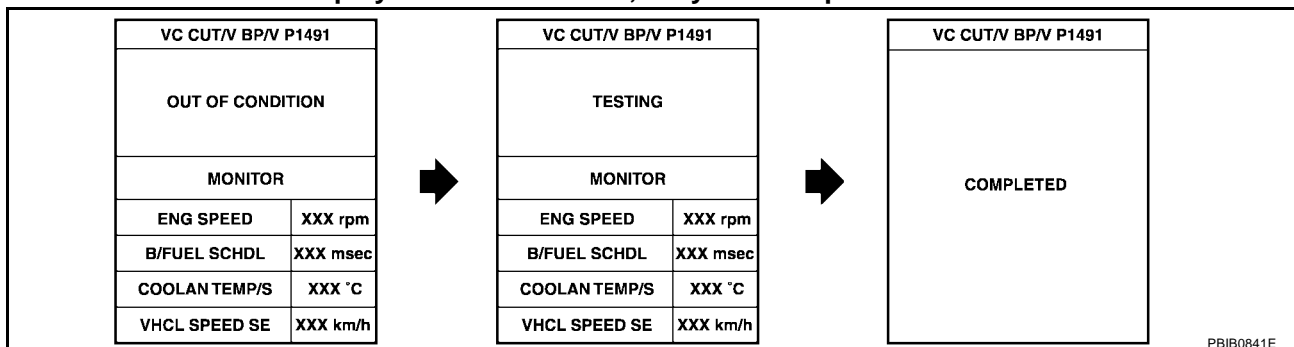 VC CUT/V BP/V P1491
OUT OF CONDITION
MONITOR
ENG SPEED XXX rpm
B/FUEL SCHDL XXX msec
COOLAN TEMP/S XXX °C
VHCL SPEED SE XXX km/h
VC CUT/V BP/V P1491
TESTING
MONITOR
ENG SPEED XXX rpm
B/FUEL SCHDL XXX msec
COOLAN TEMP/S XXX °C
VHCL SPEED SE XXX km/h
VC CUT/V BP/V P1491
COMPLETED
PBIB0841E